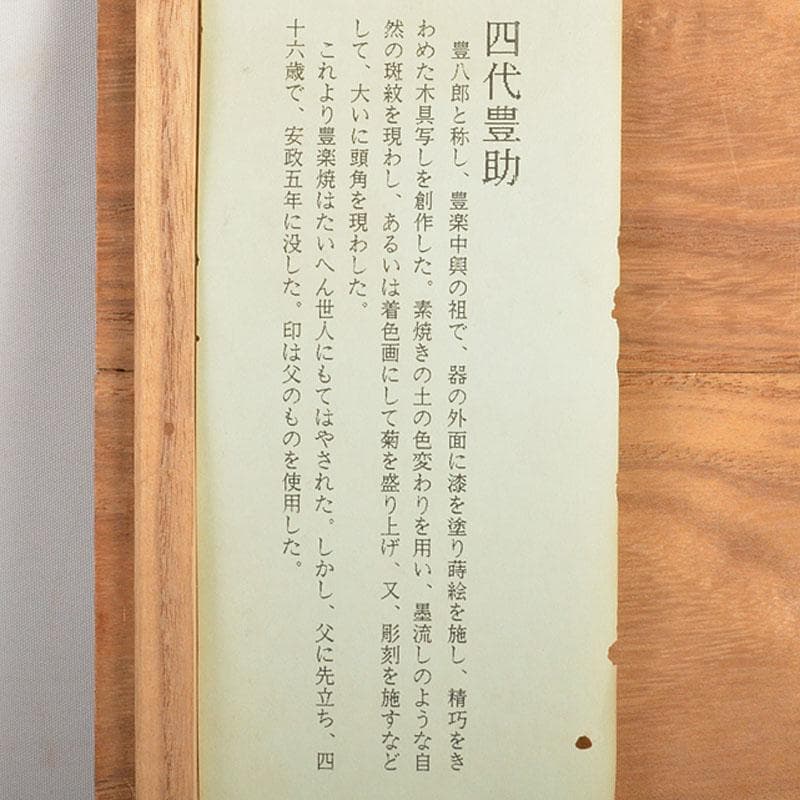 四代豊助
豊八郎と称し、豊楽中興の祖で、器の外面に漆を塗り蒔絵を施し、精巧をき
わめた木具写しを創作した。素焼きの土の色変わりを用い、墨流しのような自
然の斑紋を現わし、あるいは着色画にして菊を盛り上げ、又、彫刻を施すなど
して、大いに頭角を現わした。
これより豊楽焼はたいへん世人にもてはやされた。しかし、父に先立ち、四
十六歳で、安政五年に没した。印は父のものを使用した。